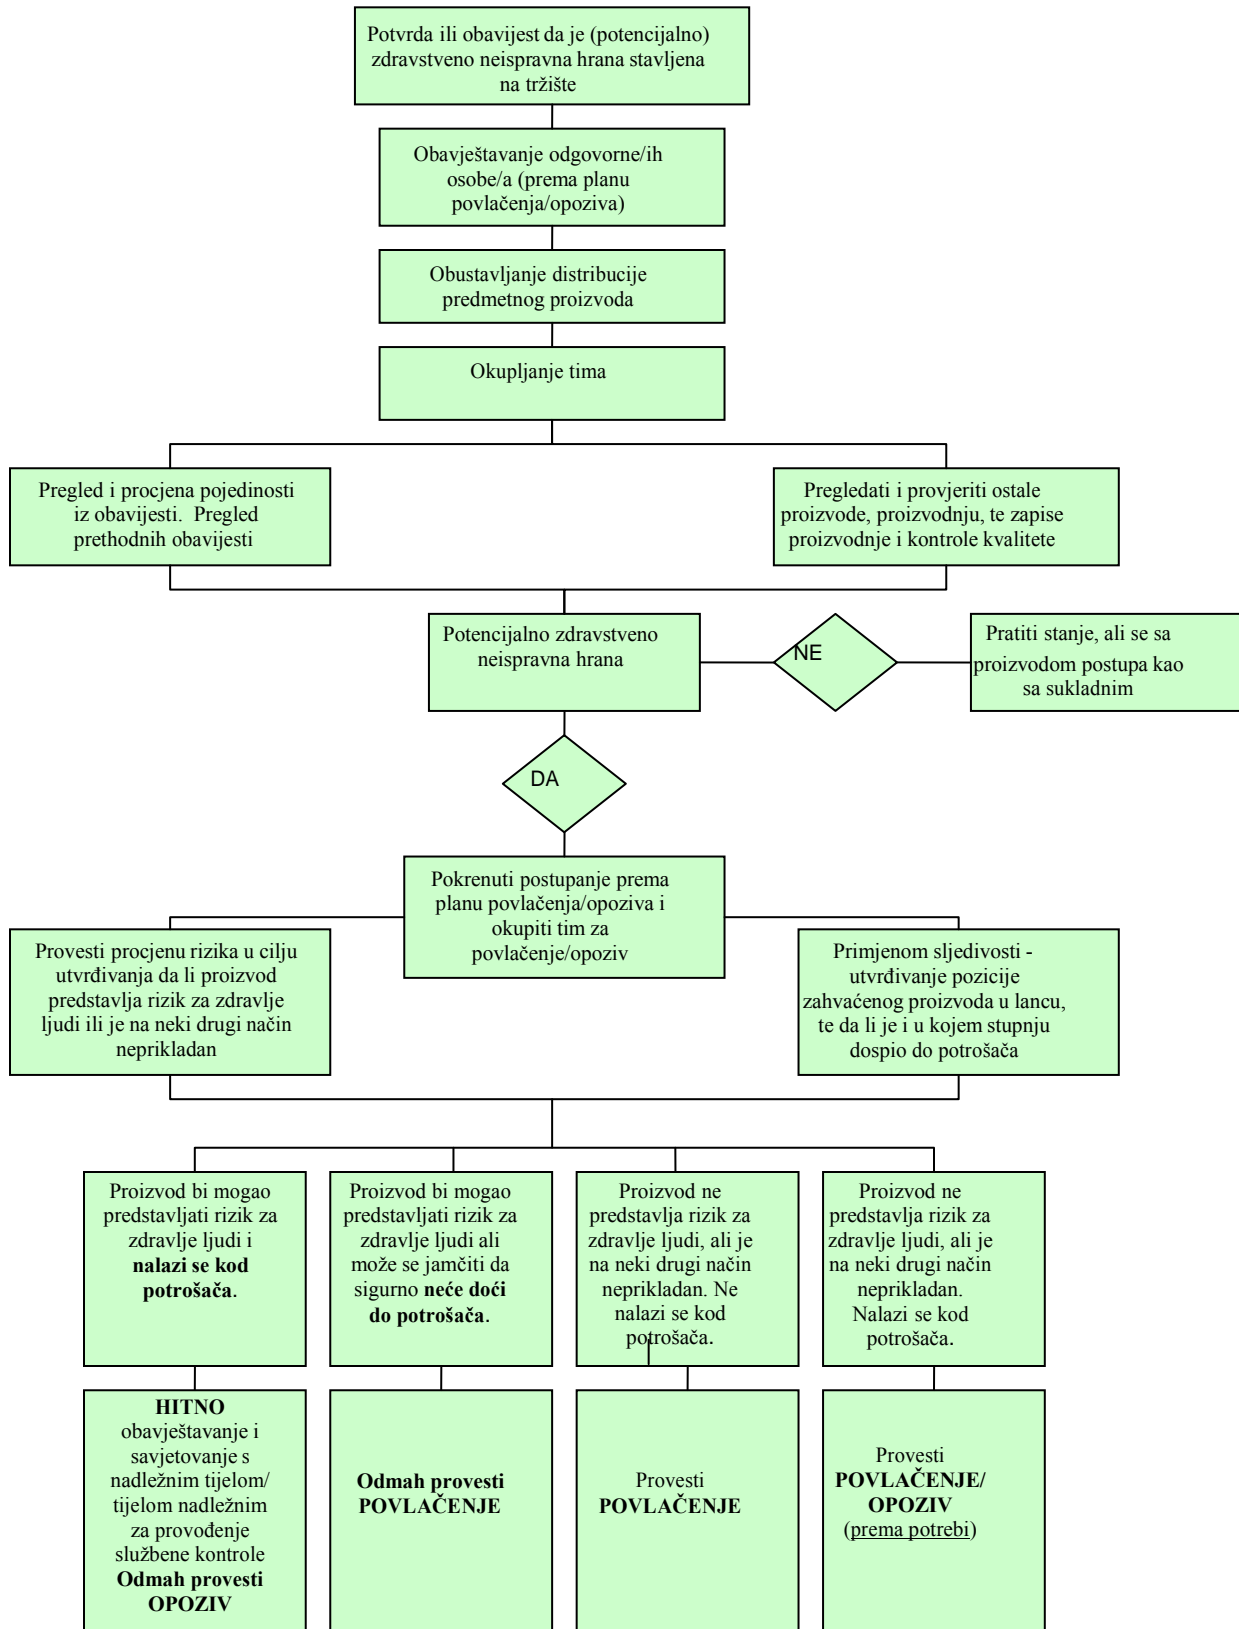 Potvrda ili obavijest da je (potencijalno)
zdravstveno neispravna hrana stavljena
na tržište
Obavještavanje odgovorne/ih
osobe/a (prema planu
povlačenja/opoziva)
Obustavljanje distribucije
predmetnog proizvoda
Okupljanje tima
Pregled i procjena pojedinosti
iz obavijesti.  Pregled
prethodnih obavijesti
Pregledati i provjeriti ostale
proizvode, proizvodnju, te zapise
proizvodnje i kontrole kvalitete
Potencijalno zdravstveno
neispravna hrana
NE
Pratiti stanje, ali se sa
proizvodom postupa kao
sa sukladnim
DA
Pokrenuti postupanje prema
planu povlačenja/opoziva i
okupiti tim za
povlačenje/opoziv
Provesti procjenu rizika u cilju
utvrđivanja da li proizvod
predstavlja rizik za zdravlje
ljudi ili je na neki drugi način
neprikladan
Primjenom sljedivosti -
utvrđivanje pozicije
zahvaćenog proizvoda u lancu,
te da li je i u kojem stupnju
dospio do potrošača
Proizvod bi mogao
predstavljati rizik za
zdravlje ljudi i
nalazi se kod
potrošača.
Proizvod bi mogao
predstavljati rizik za
zdravlje ljudi ali
može se jamčiti da
sigurno neće doći
do potrošača.
Proizvod ne
predstavlja rizik za
zdravlje ljudi, ali je
na neki drugi način
neprikladan. Ne
nalazi se kod
potrošača.
Proizvod ne
predstavlja rizik za
zdravlje ljudi, ali je
na neki drugi način
neprikladan.
Nalazi se kod
potrošača.
HITNO
obavještavanje i
savjetovanje s
nadležnim tijelom/
tijelom nadležnim
za provođenje
službene kontrole
Odmah provesti
OPOZIV
Odmah provesti
POVLAČENJE
Provesti
POVLAČENJE
Provesti
POVLAČENJE/
OPOZIV
(prema potrebi)